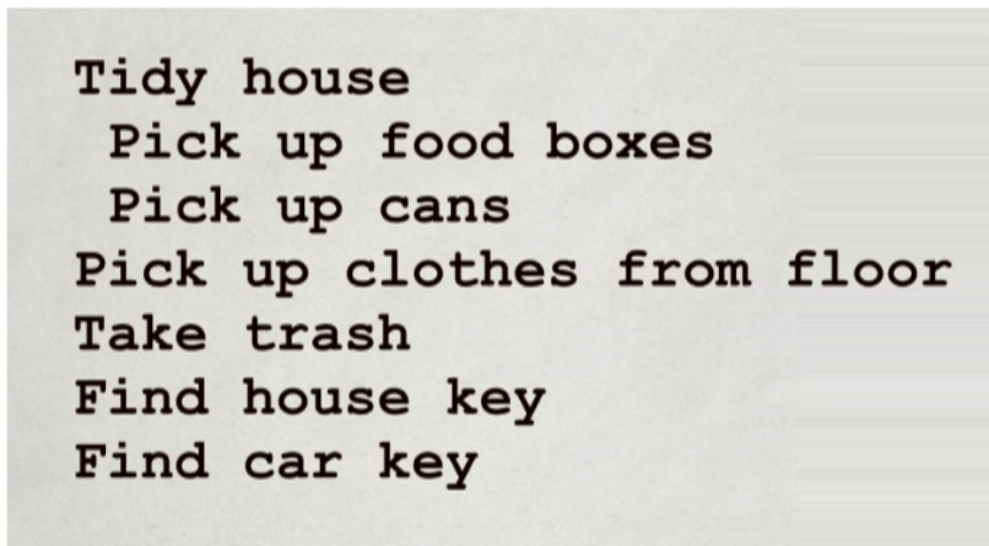 Tidy house
 Pick up food boxes
 Pick up cans
Pick up clothes from floor
Take trash
Find house key
Find car key